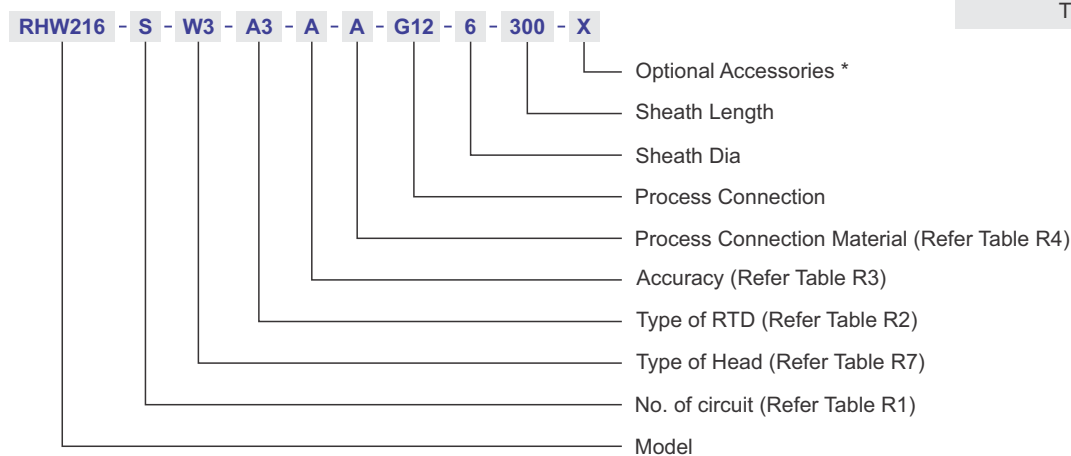 T
RHW216 - S - W3 - A3 - A - A - G12 - 6 - 300 - X
Optional Accessories *
Sheath Length
Sheath Dia
Process Connection
Process Connection Material (Refer Table R4)
Accuracy (Refer Table R3)
Type of RTD (Refer Table R2)
Type of Head (Refer Table R7)
No. of circuit (Refer Table R1)
Model